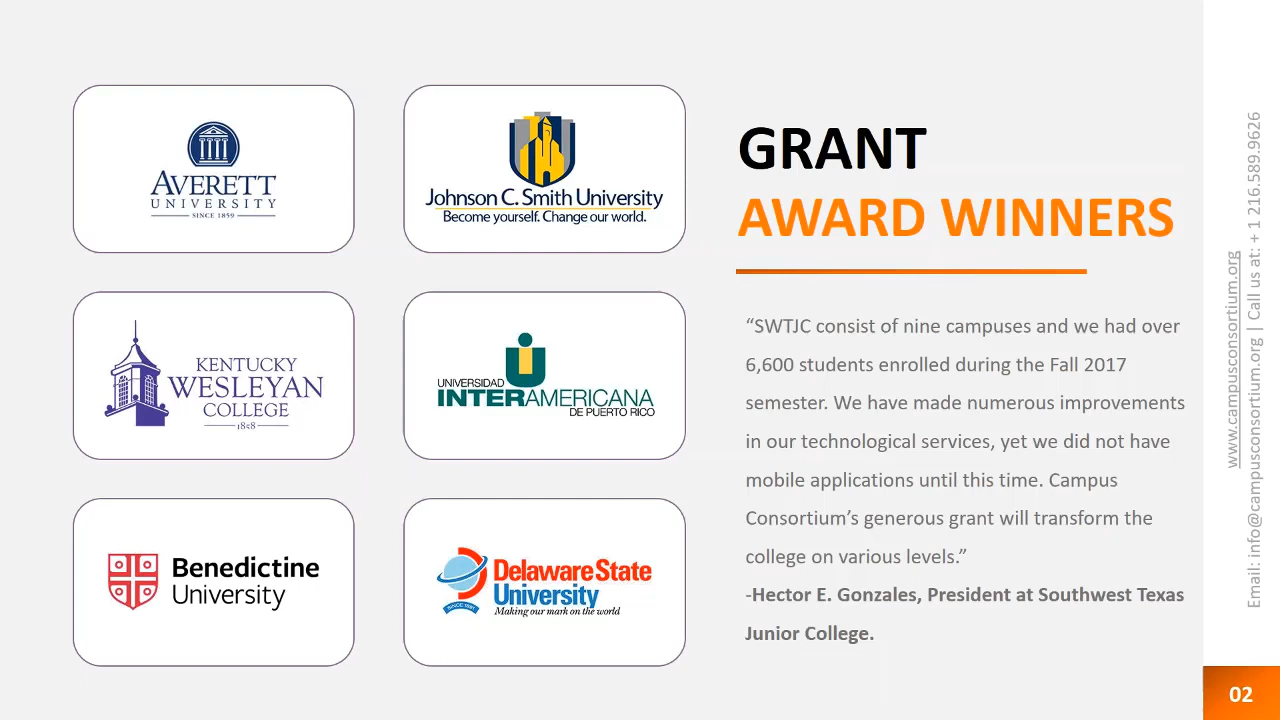 AVERETT
UNIVERSITY
SINCE 1859
Johnson C. Smith University
Become yourself. Change our world.
KENTUCKY
WESLEYAN
COLLEGE
1858
UNIVERSIDAD
INTERAMERICANA
DE PUERTO RICO
Benedictine
University
Delaware State
University
SINCE 1891
Making our mark on the world
GRANT
AWARD WINNERS
“SWTJC consist of nine campuses and we had over
6,600 students enrolled during the Fall 2017
semester. We have made numerous improvements
in our technological services, yet we did not have
mobile applications until this time. Campus
Consortium’s generous grant will transform the
college on various levels.”
-Hector E. Gonzales, President at Southwest Texas
Junior College.
www.campusconsortium.org
Email: info@campusconsortium.org | Call us at: + 1 216.589.9626
02